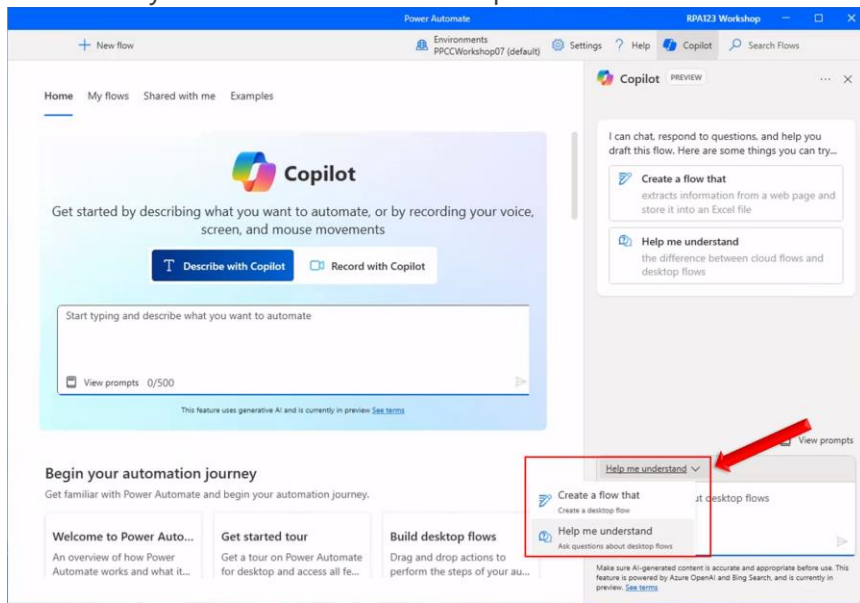 Power Automate
RPA123 Workshop
New flow
Environments
PPCCWorkshop07 (default)
Settings
Help
Copilot
Search Flows
Home My flows Shared with me Examples
Copilot
Get started by describing what you want to automate, or by recording your voice,
screen, and mouse movements
Describe with Copilot
Record with Copilot
Start typing and describe what you want to automate
View prompts 0/500
This feature uses generative AI and is currently in preview See terms
Begin your automation journey
Get familiar with Power Automate and begin your automation journey.
Welcome to Power Auto...
An overview of how Power
Automate works and what it...
Get started tour
Get a tour on Power Automate
for desktop and access all fe...
Build desktop flows
Drag and drop actions to
perform the steps of your au...
Copilot PREVIEW
I can chat, respond to questions, and help you
draft this flow. Here are some things you can try...
Create a flow that
extracts information from a web page and
store it into an Excel file
Help me understand
the difference between cloud flows and
desktop flows
View prompts
Help me understand
desktop flows
Create a flow that
Create a desktop flow
Help me understand
Ask questions about desktop flows
Make sure AI-generated content is accurate and appropriate before use. This
feature is powered by Azure OpenAI and Bing Search, and is currently in
preview. See terms